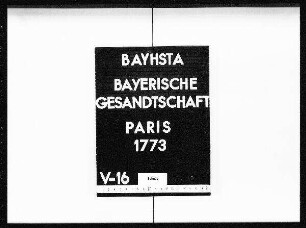 BAYHSTA
BAYERISCHE
GESANDTSCHAFT
PARIS
1773
V-16